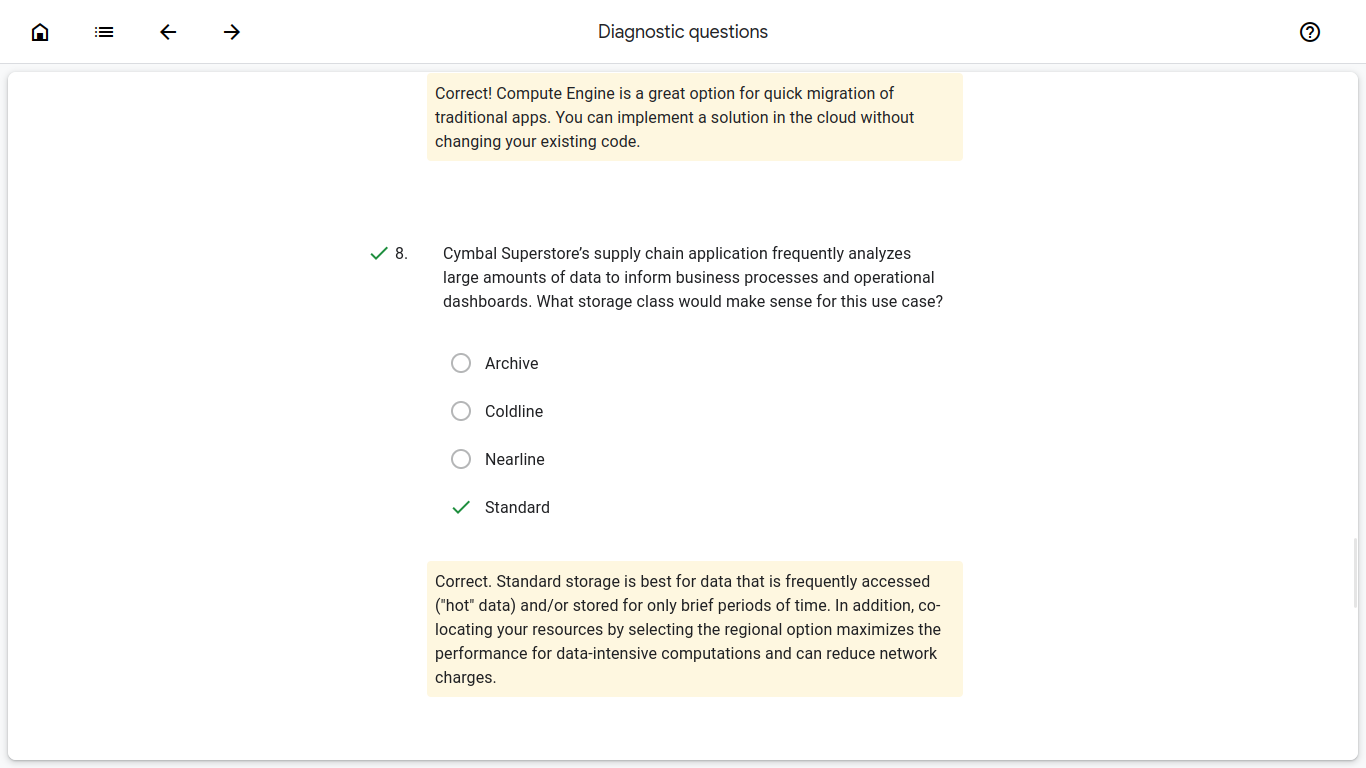 Diagnostic questions
Correct! Compute Engine is a great option for quick migration of
traditional apps. You can implement a solution in the cloud without
changing your existing code.
8.
Cymbal Superstore’s supply chain application frequently analyzes
large amounts of data to inform business processes and operational
dashboards. What storage class would make sense for this use case?
Archive
Coldline
Nearline
Standard
Correct. Standard storage is best for data that is frequently accessed
("hot" data) and/or stored for only brief periods of time. In addition, co-
locating your resources by selecting the regional option maximizes the
performance for data-intensive computations and can reduce network
charges.